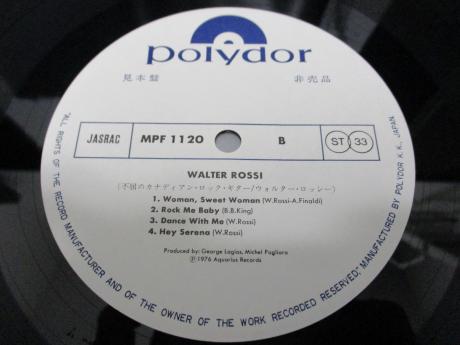 polydor
見本盤 非売品
JASRAC MPF 1120 B ST 33
WALTER ROSSI
(不屈のカナディアン・ロック・ギター/ウォルター・ロッシー)
1. Woman, Sweet Woman (W.Rossi-A.Finaldi)
2. Rock Me Baby (B.B.King)
3. Dance With Me (W.Rossi)
4. Hey Serena (W.Rossi)
Produced by: George Lagios, Michel Pagliaro
Ⓟ1976 Aquarius Records
"ALL RIGHTS OF THE RECORD MANUFACTURER AND OF THE OWNER OF THE WORK RECORDED RESERVED," MANUFACTURED BY POLYDOR K.K., JAPAN.